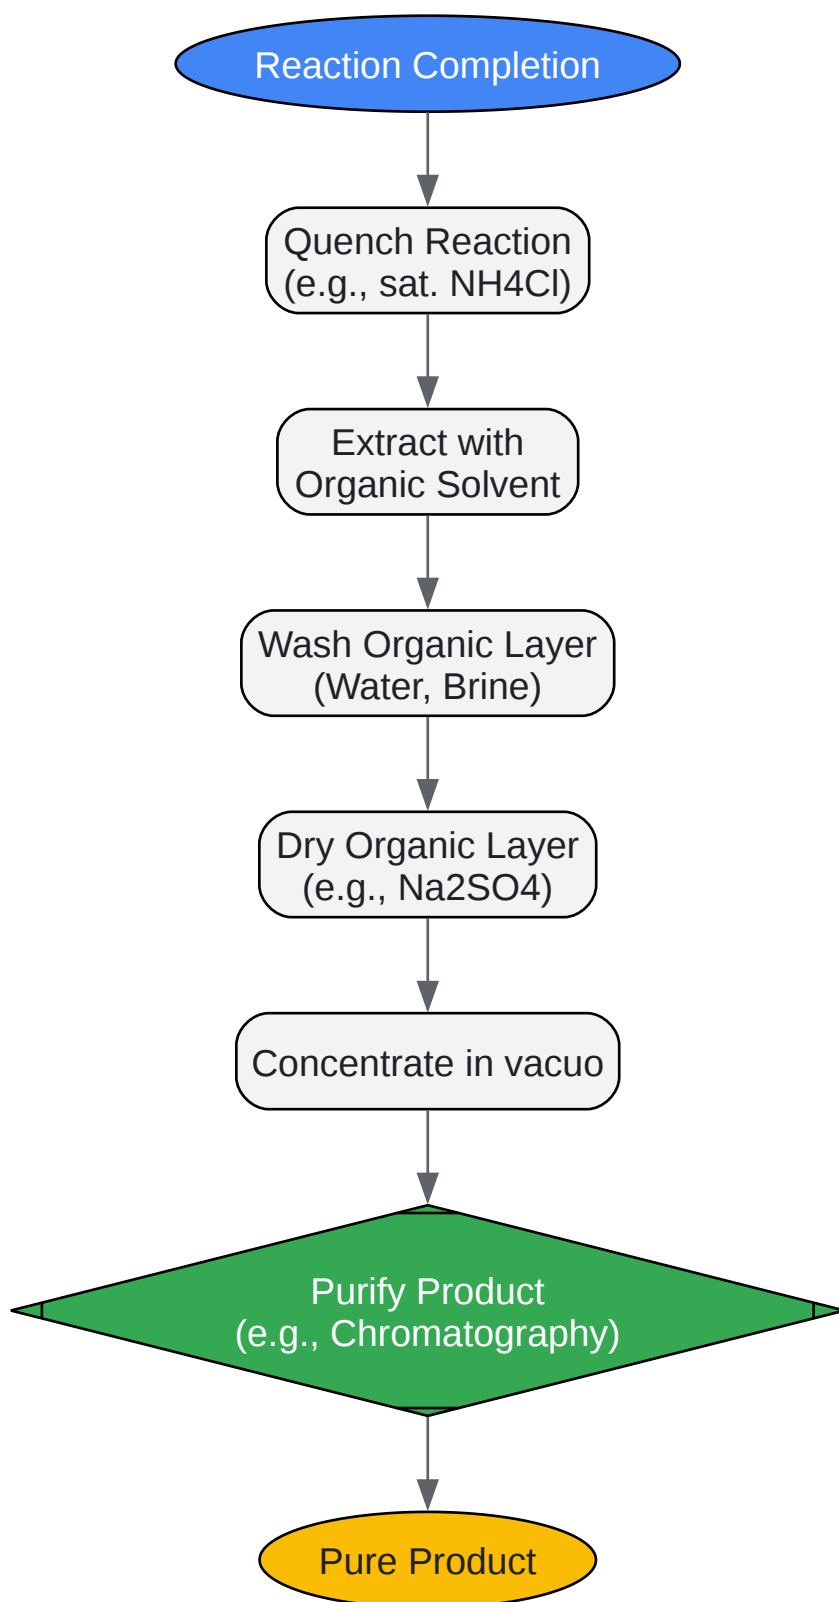 Reaction Completion
Quench Reaction
(e.g., sat. NH4Cl)
Extract with
Organic Solvent
Wash Organic Layer
(Water, Brine)
Dry Organic Layer
(e.g., Na2SO4)
Concentrate in vacuo
Purify Product
(e.g., Chromatography)
Pure Product